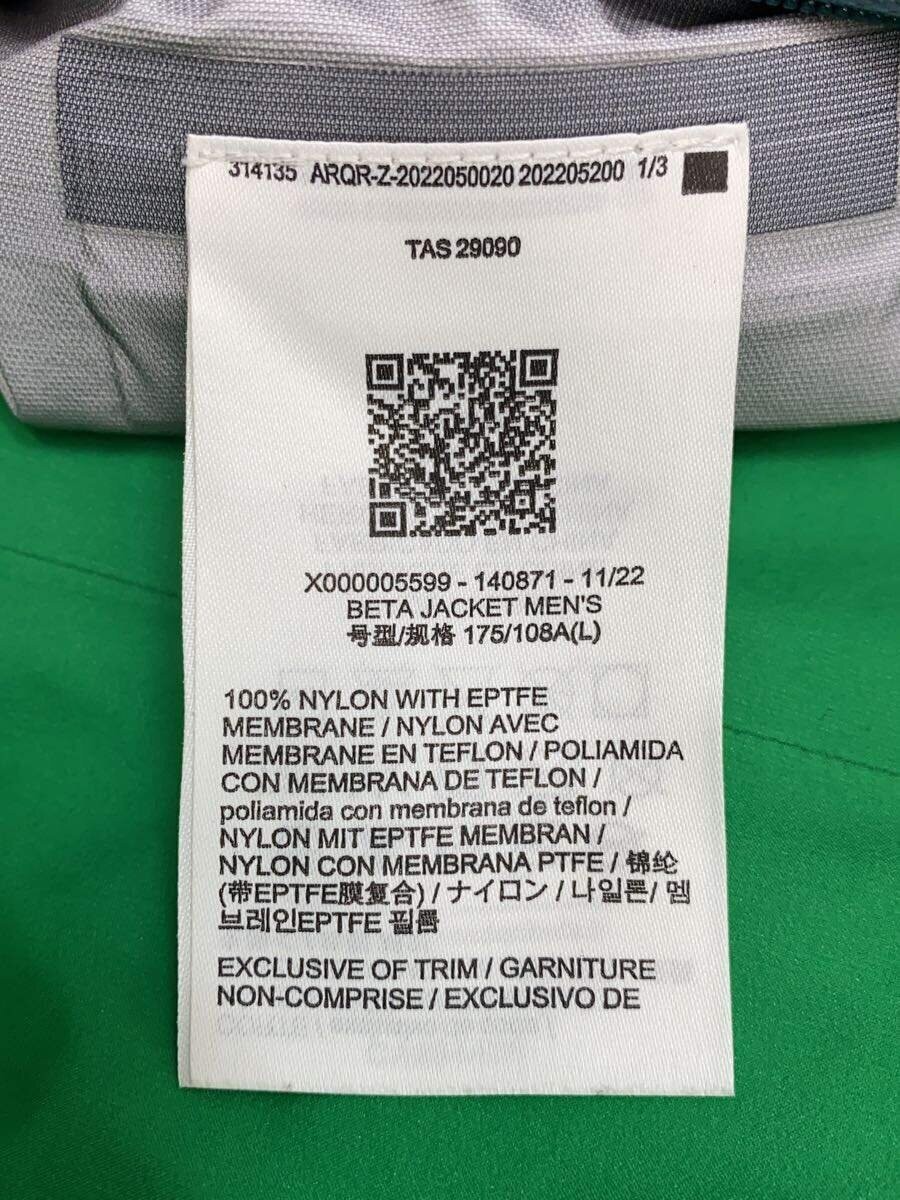 314135 ARQR-Z-2022050020 202205200 1/3
TAS 29090
X000005599 - 140871 - 11/22
BETA JACKET MEN'S
号型/规格 175/108A(L)
100% NYLON WITH EPTFE
MEMBRANE / NYLON AVEC
MEMBRANE EN TEFLON / POLIAMIDA
CON MEMBRANA DE TEFLON /
poliamida con membrana de teflon /
NYLON MIT EPTFE MEMBRAN /
NYLON CON MEMBRANA PTFE / 锦纶
(带EPTFE膜复合) / ナイロン / 나일론/ 멤
브레인EPTFE 필름
EXCLUSIVE OF TRIM / GARNITURE
NON-COMPRISE / EXCLUSIVO DE